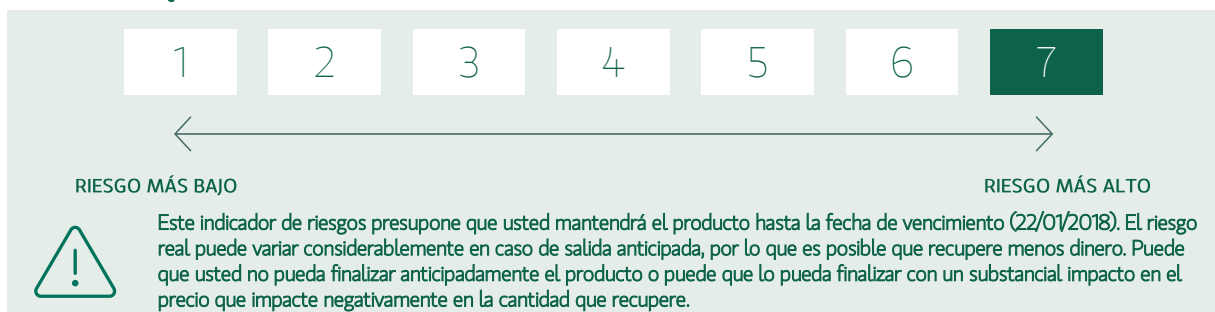 1 2 3 4 5 6 7
RIESGO MÁS BAJO RIESGO MÁS ALTO
Este indicador de riesgos presupone que usted mantendrá el producto hasta la fecha de vencimiento (22/01/2018). El riesgo
real puede variar considerablemente en caso de salida anticipada, por lo que es posible que recupere menos dinero. Puede
que usted no pueda finalizar anticipadamente el producto o puede que lo pueda finalizar con un substancial impacto en el
precio que impacte negativamente en la cantidad que recupere.